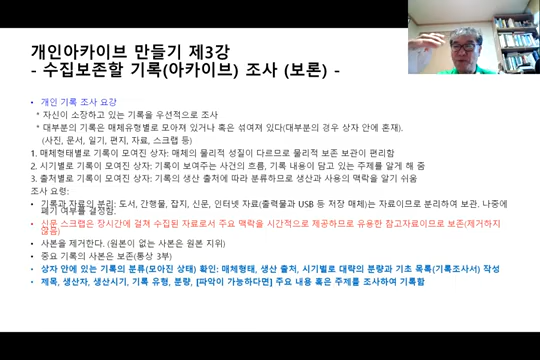 개인아카이브 만들기 제3강
- 수집보존할 기록(아카이브) 조사 (보론) -
• 개인 기록 조사 요강
* 자신이 소장하고 있는 기록을 우선적으로 조사
* 대부분의 기록은 매체유형별로 모아져 있거나 혹은 섞여져 있다(대부분의 경우 상자 안에 혼재).
(사진, 문서, 일기, 편지, 자료, 스크랩 등)
1. 매체형태별로 기록이 모여진 상자: 매체의 물리적 성질이 다르므로 물리적 보존 보관이 편리함
2. 시기별로 기록이 모여진 상자: 기록이 보여주는 사건의 흐름, 기록 내용이 담고 있는 주제를 알게 해 줌
3. 출처별로 기록이 모여진 상자: 기록의 생산 출처에 따라 분류하므로 생산과 사용의 맥락을 알기 쉬움
조사 요령:
• 기록과 자료의 분리: 도서, 간행물, 잡지, 신문, 인터넷 자료(출력물과 USB 등 저장 매체)는 자료이므로 분리하여 보관, 나중에
폐기 여부를 결정함.
• 신문 스크랩은 장시간에 걸쳐 수집된 자료로서 주요 맥락을 시간적으로 제공하므로 유용한 참고자료이므로 보존(제거하지
않음)
• 사본을 제거한다. (원본이 없는 사본은 원본 지위)
• 중요 기록의 사본은 보존(통상 3부)
• 상자 안에 있는 기록의 분류(모아진 상태) 확인: 매체형태, 생산 출처, 시기별로 대략의 분량과 기초 목록(기록조사서) 작성
• 제목, 생산자, 생산시기, 기록 유형, 분량, [파악이 가능하다면] 주요 내용 혹은 주제를 조사하여 기록함